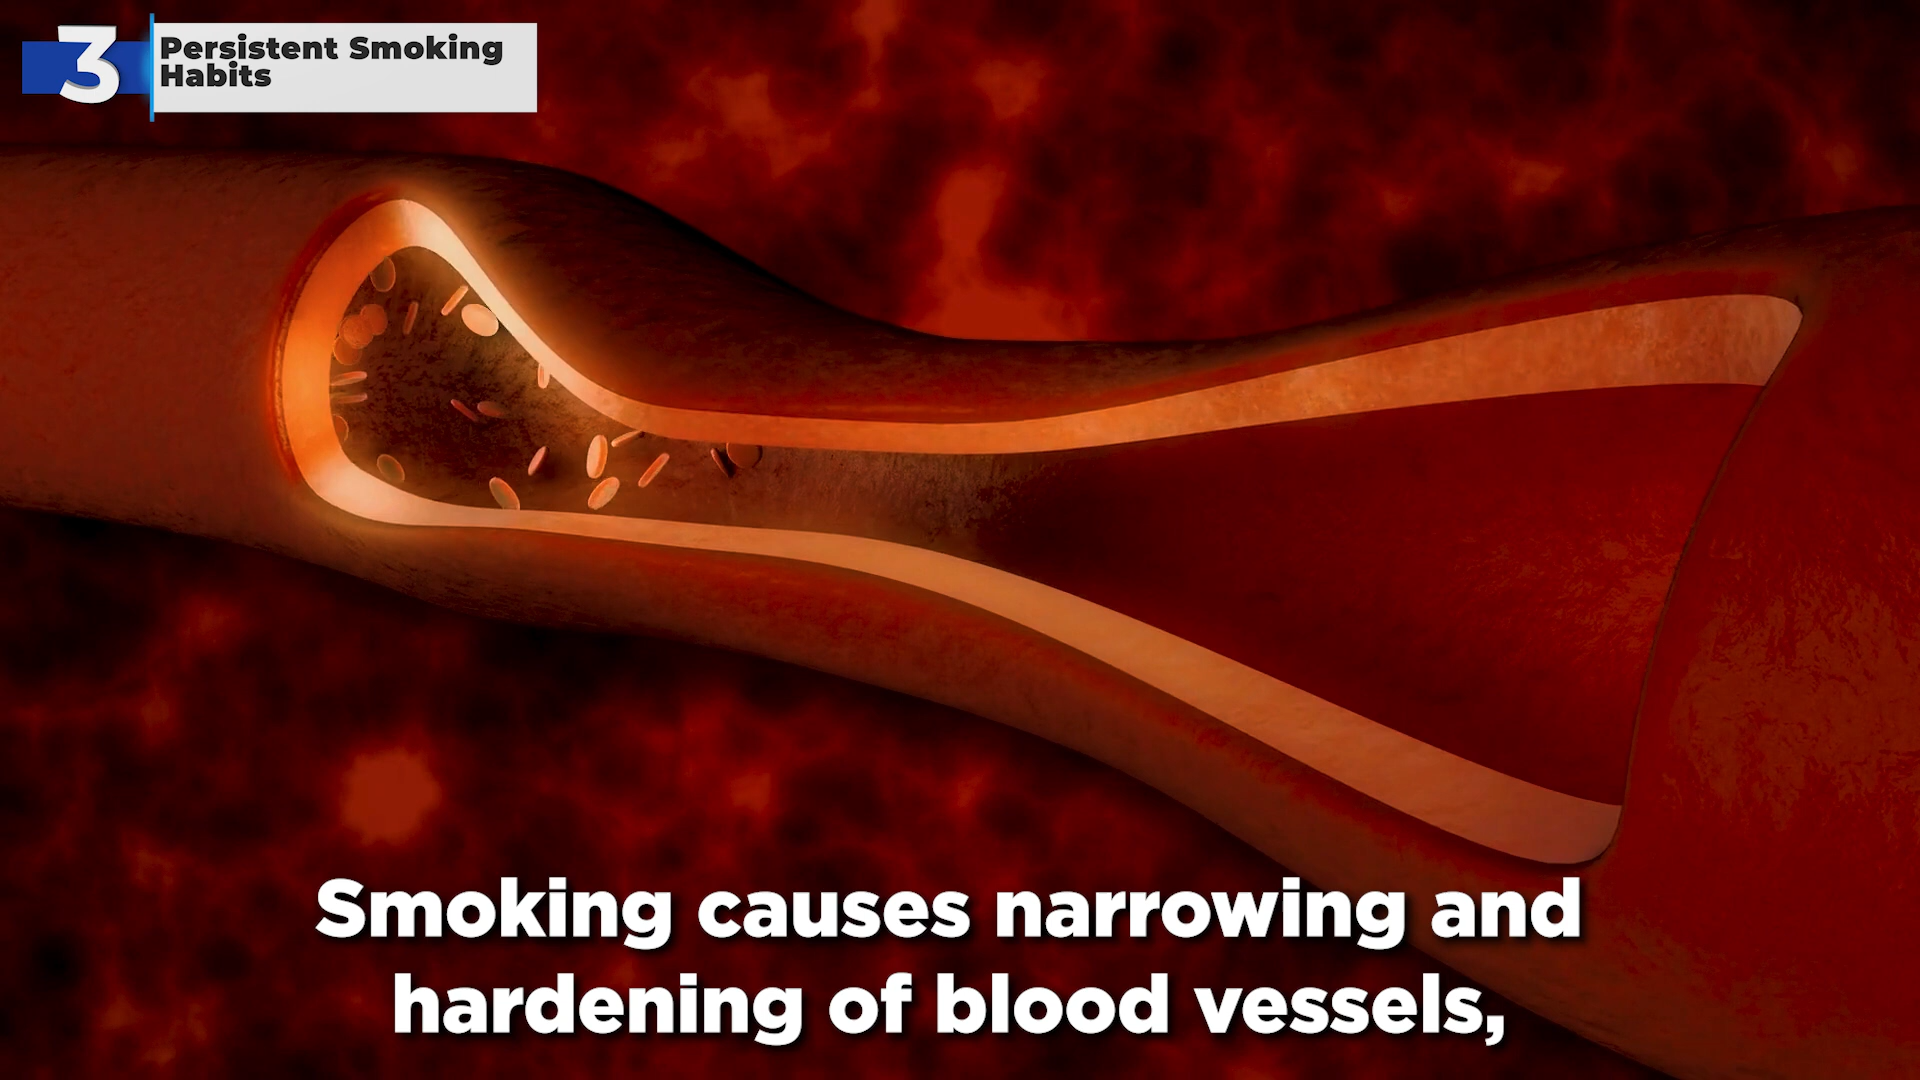 3
Persistent Smoking
Habits
Smoking causes narrowing and
hardening of blood vessels,